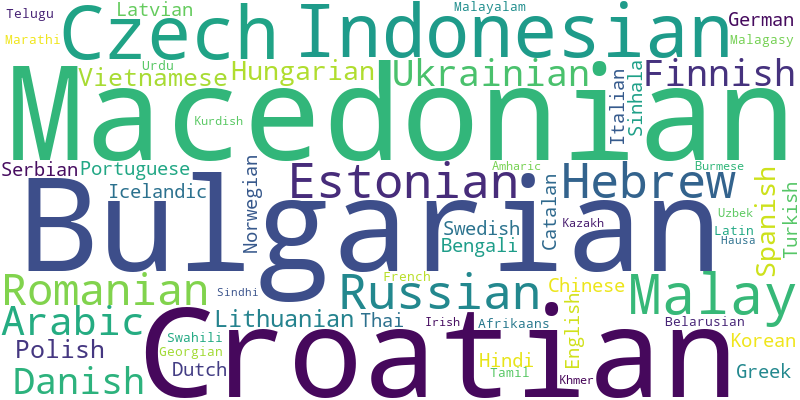 Telugu
Latvian
Malayalam
German
Marathi
Czech
Indonesian
Malagasy
Urdu
Vietnamese
Hungarian
Ukrainian
Italian
Sinhala
Finnish
Macedonian
Kurdish
Serbian
Portuguese
Norwegian
Amharic
Burmese
Icelandic
Estonian
Catalan
Hebrew
Spanish
Turkish
Bulgarian
Swedish
Bengali
Kazakh
Uzbek
Latin
Hausa
Romanian
Sindhi
French
Russian
Chinese
Malay
Arabic
Lithuanian
Thai
Irish
Afrikaans
English
Belarusian
Swahili
Croatian
Korean
Polish
Georgian
Hindi
Dutch
Tamil
Khmer
Greek
Danish